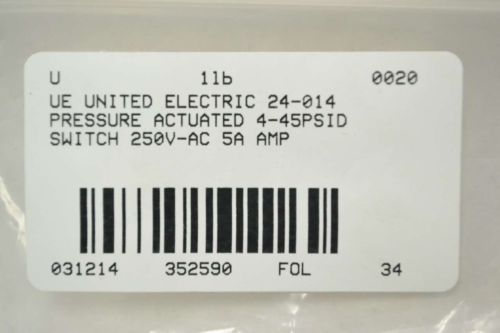 U 1lb 0020
UE UNITED ELECTRIC 24-014
PRESSURE ACTUATED 4-45PSID
SWITCH 250V-AC 5A AMP
031214 352590 FOL 34